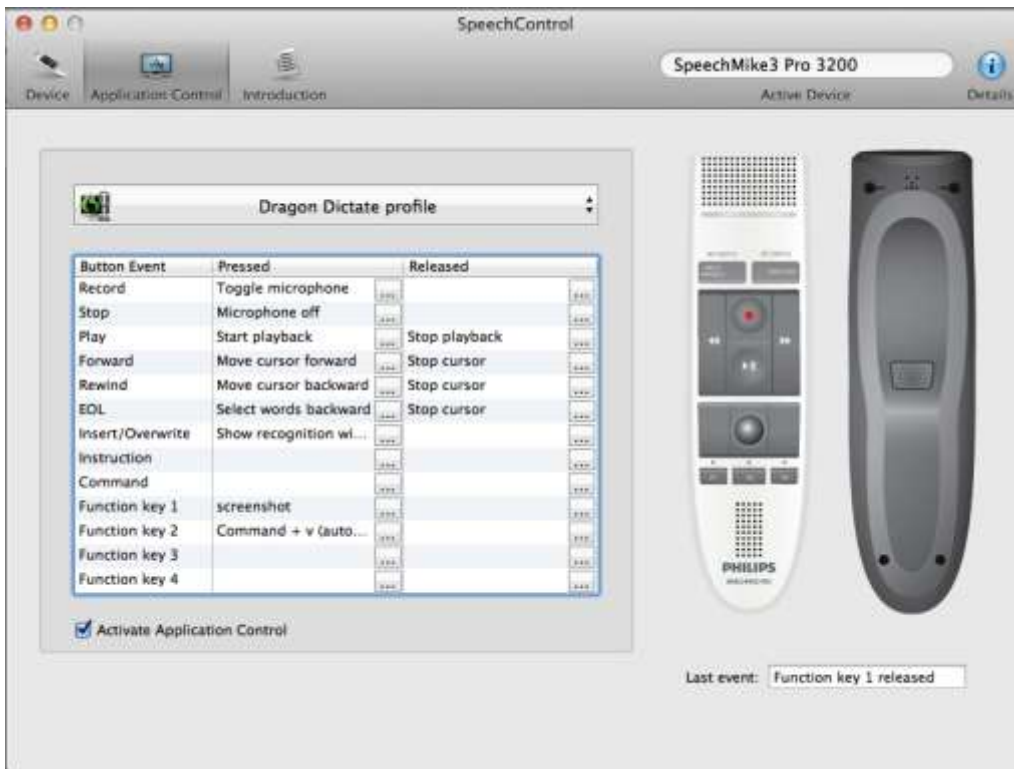 SpeechControl
SpeechMike3 Pro 3200
Device Application Control Introduction Active Device Details
Dragon Dictate profile
Button Event Pressed Released
Record Toggle microphone ...
Stop Microphone off ...
Play Start playback ... Stop playback ...
Forward Move cursor forward ... Stop cursor ...
Rewind Move cursor backward ... Stop cursor ...
EOL Select words backward ... Stop cursor ...
Insert/Overwrite Show recognition wi... ...
Instruction ...
Command ...
Function key 1 screenshot ...
Function key 2 Command + v (auto... ...
Function key 3 ...
Function key 4 ...
Activate Application Control
PHILIPS
Last event: Function key 1 released